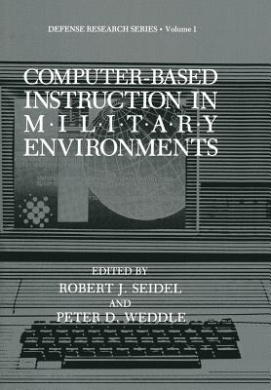 DEFENSE RESEARCH SERIES • Volume 1
COMPUTER-BASED
INSTRUCTION IN
M·I·L·I·T·A·R·Y
ENVIRONMENTS
EDITED BY
ROBERT J. SEIDEL
AND
PETER D. WEDDLE